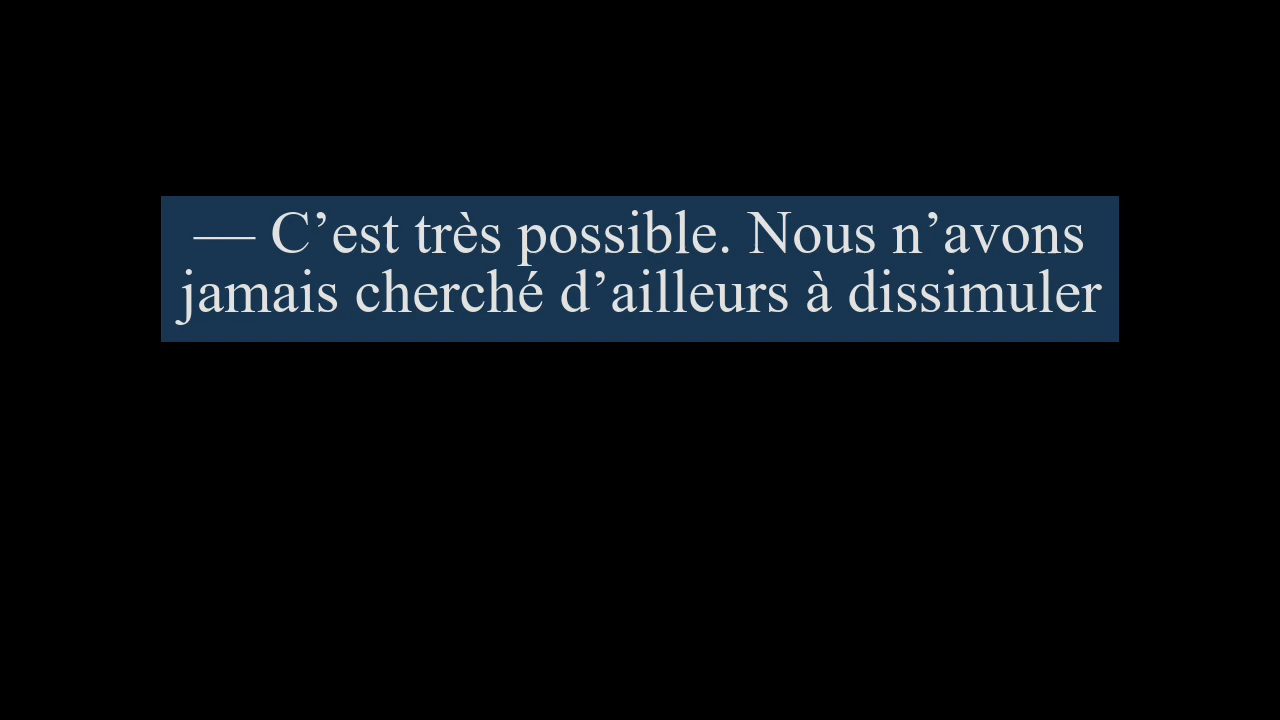 — C’est très possible. Nous n’avons
jamais cherché d’ailleurs à dissimuler